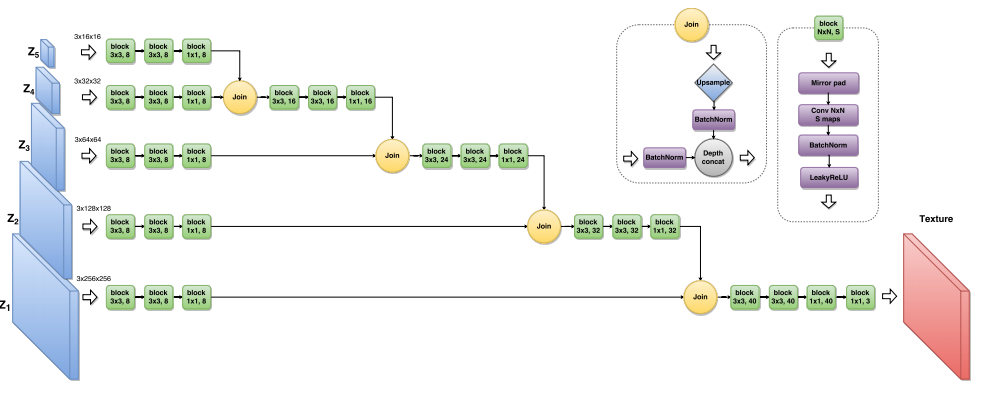 3x16x16
Z5
block 3x3, 8
block 3x3, 8
block 1x1, 8
3x32x32
Z4
block 3x3, 8
block 3x3, 8
block 1x1, 8
Join
block 3x3, 16
block 3x3, 16
block 1x1, 16
3x64x64
Z3
block 3x3, 8
block 3x3, 8
block 1x1, 8
Join
block 3x3, 24
block 3x3, 24
block 1x1, 24
3x128x128
Z2
block 3x3, 8
block 3x3, 8
block 1x1, 8
Join
block 3x3, 32
block 3x3, 32
block 1x1, 32
3x256x256
Z1
block 3x3, 8
block 3x3, 8
block 1x1, 8
Join
block 3x3, 40
block 3x3, 40
block 1x1, 40
block 1x1, 3
Texture
Join
Upsample
BatchNorm
BatchNorm
Depth
concat
block
NxN, S
Mirror pad
Conv NxN
S maps
BatchNorm
LeakyReLU